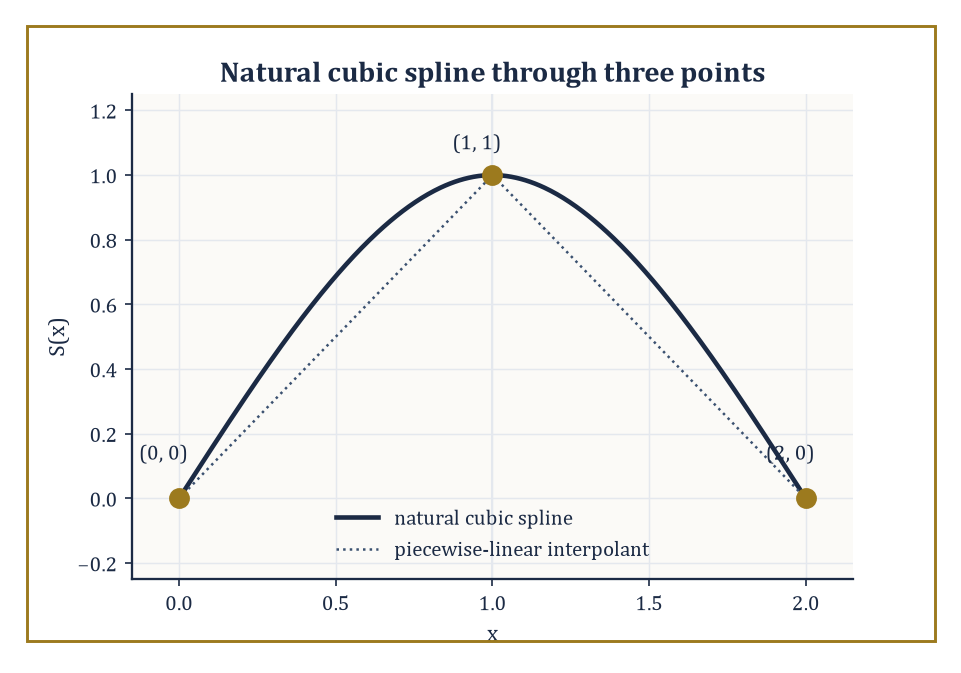 Natural cubic spline through three points
1.2
1.0
0.8
0.6
0.4
0.2
0.0
−0.2
S(x)
(1, 1)
(0, 0)
(2, 0)
natural cubic spline
piecewise-linear interpolant
0.0 0.5 1.0 1.5 2.0
x